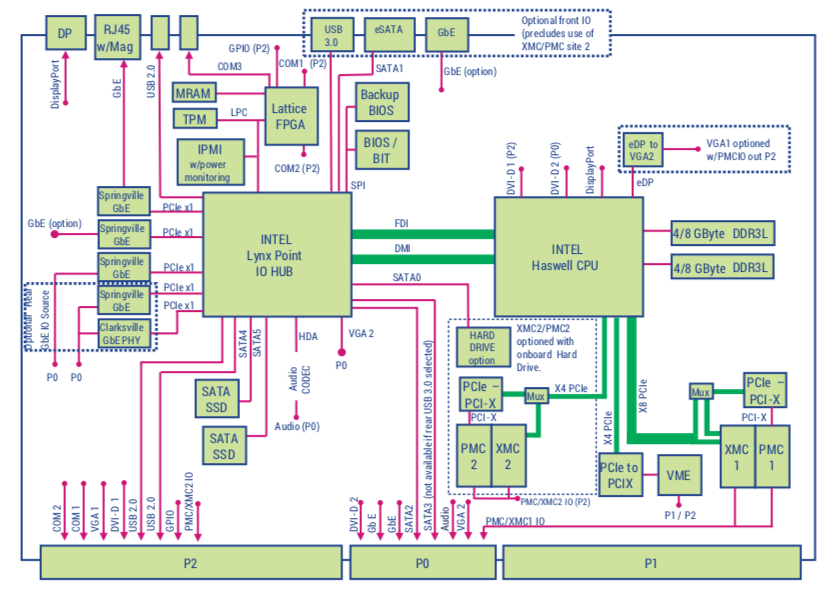 DP
RJ45
w/Mag
USB
3.0
eSATA
GbE
Optional front IO
(precludes use of
XMC/PMC site 2
DisplayPort
GbE
USB 2.0
COM3
GPIO (P2)
COM1 (P2)
SATA1
GbE (option)
MRAM
TPM
LPC
Lattice
FPGA
Backup
BIOS
BIOS /
BIT
IPMI
w/power
monitoring
COM2 (P2)
SPI
DVI-D 1 (P2)
DVI-D 2 (P0)
DisplayPort
eDP to
VGA2
VGA1 optioned
w/PMCIO out P2
eDP
Springville
GbE
PCIe x1
GbE (option)
Springville
GbE
PCIe x1
Springville
GbE
PCIe x1
Springville
GbE
PCIe x1
Clarksville
GbE PHY
PCIe x1
Optional Rear
GbE IO Source
P0
P0
INTEL
Lynx Point
IO HUB
FDI
DMI
INTEL
Haswell CPU
4/8 GByte DDR3L
4/8 GByte DDR3L
SATA0
SATA4
SATA5
HDA
VGA 2
P0
Audio
CODEC
Audio (P0)
SATA
SSD
SATA
SSD
HARD
DRIVE
option
XMC2/PMC2
optioned with
onboard Hard
Drive.
PCIe –
PCI-X
Mux
X4 PCIe
PCI-X
PMC
2
XMC
2
PMC/XMC2 IO (P2)
X4 PCIe
X8 PCIe
PCIe to
PCIX
VME
P1 / P2
Mux
PCIe –
PCI-X
PCI-X
XMC
1
PMC
1
COM 2
COM 1
VGA 1
DVI-D 1
USB 2.0
USB 2.0
GPIO
PMC/XMC2 IO
DVI-D 2
Gb E
GbE
SATA2
SATA3 (not available if rear USB 3.0 selected)
Audio
VGA 2
PMC/XMC1 IO
P2
P0
P1